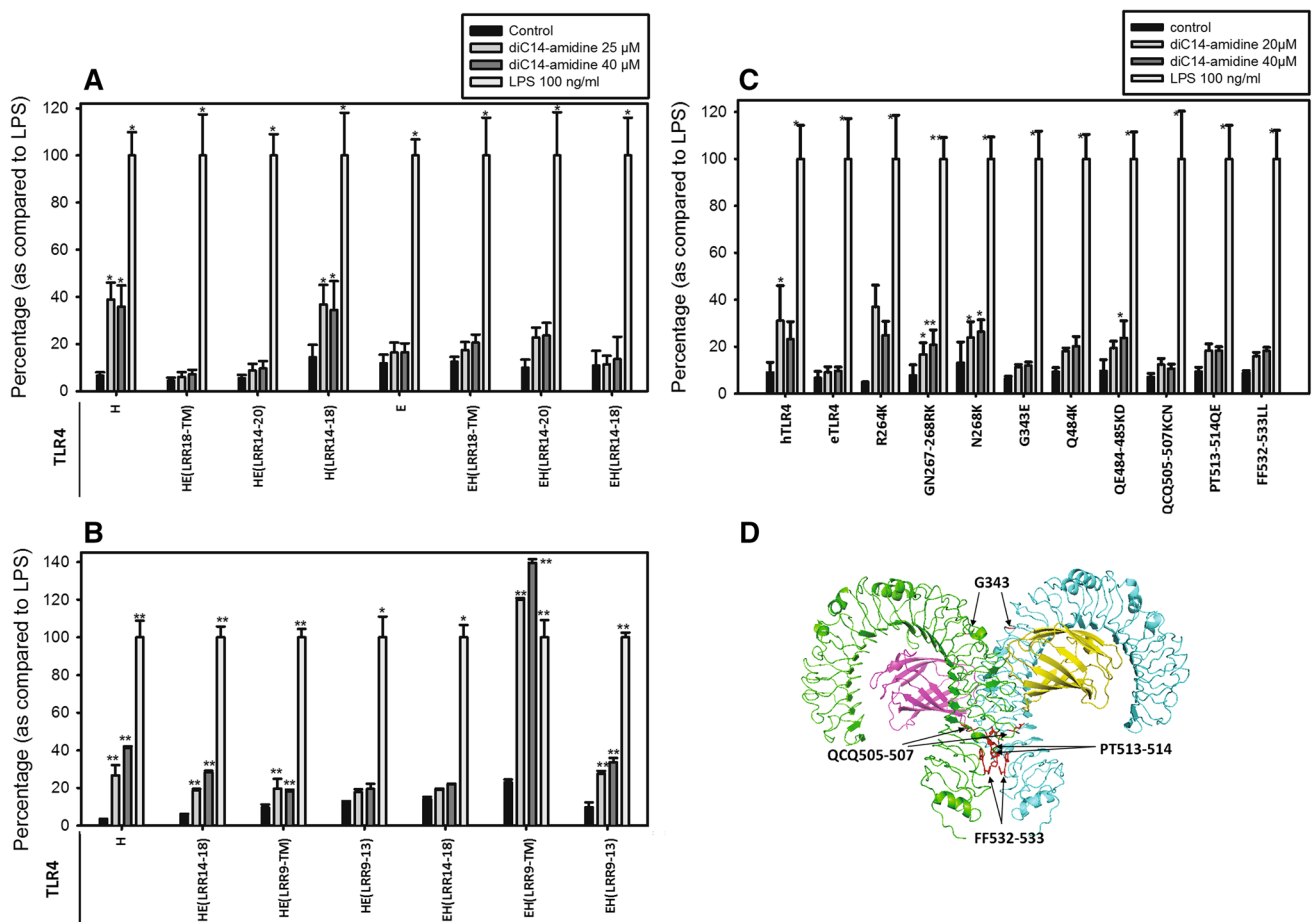 Control
diC14-amidine 25 µM
diC14-amidine 40 µM
LPS 100 ng/ml
A
Percentage (as compared to LPS)
120
100
80
60
40
20
0
* * * * * * * * * * * *
TLR4
H
HE(LRR18-TM)
HE(LRR14-20)
H(LRR14-18)
E
EH(LRR18-TM)
EH(LRR14-20)
EH(LRR14-18)
control
diC14-amidine 20µM
diC14-amidine 40µM
LPS 100 ng/ml
C
Percentage (as compared to LPS)
120
100
80
60
40
20
0
* * * * * ** ** * * * * * * * * * *
hTLR4
eTLR4
R264K
GN267-268RK
N268K
G343E
Q484K
QE484-485KD
QCQ505-507KCN
PT513-514QE
FF532-533LL
B
Percentage (as compared to LPS)
140
120
100
80
60
40
20
0
** ** ** ** ** ** ** ** ** * * ** ** ** ** ** **
TLR4
H
HE(LRR14-18)
HE(LRR9-TM)
HE(LRR9-13)
EH(LRR14-18)
EH(LRR9-TM)
EH(LRR9-13)
D
G343
QCQ505-507
PT513-514
FF532-533